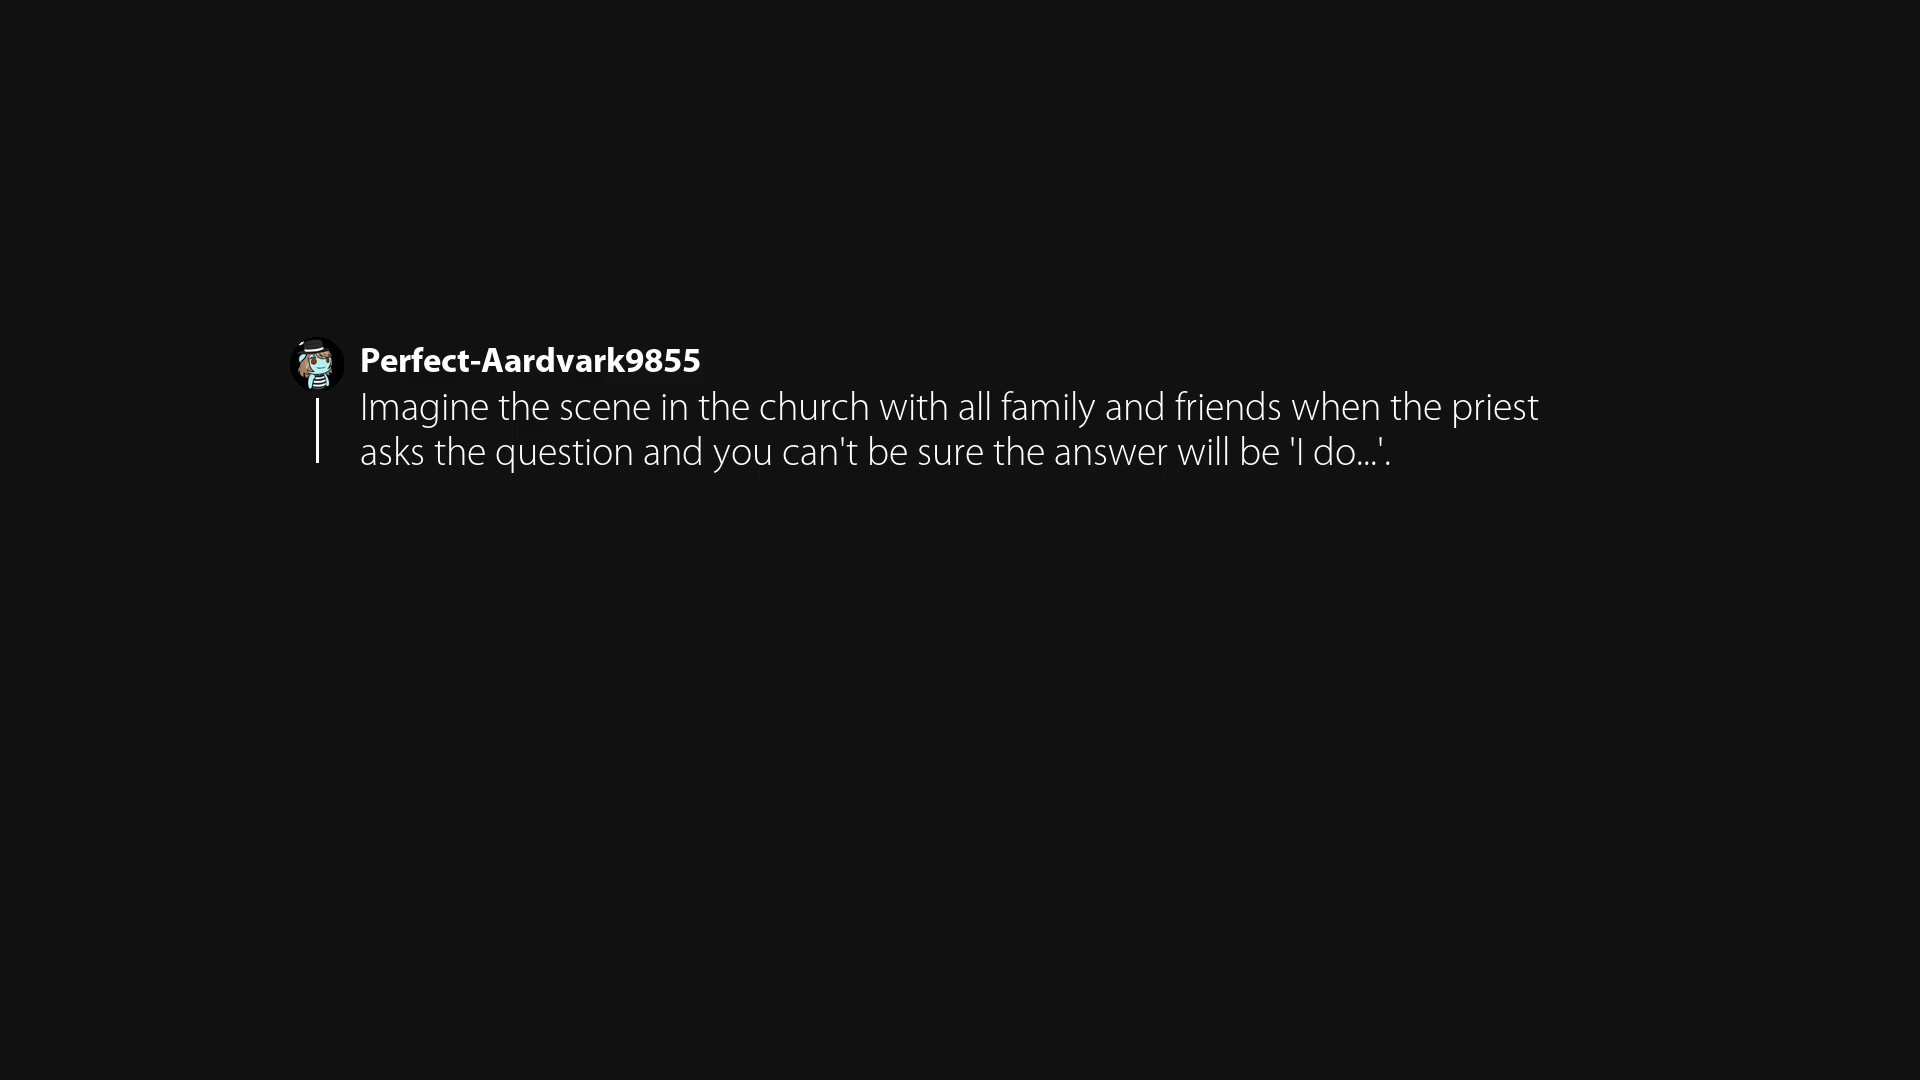 Perfect-Aardvark9855
Imagine the scene in the church with all family and friends when the priest
asks the question and you can't be sure the answer will be 'I do...'.